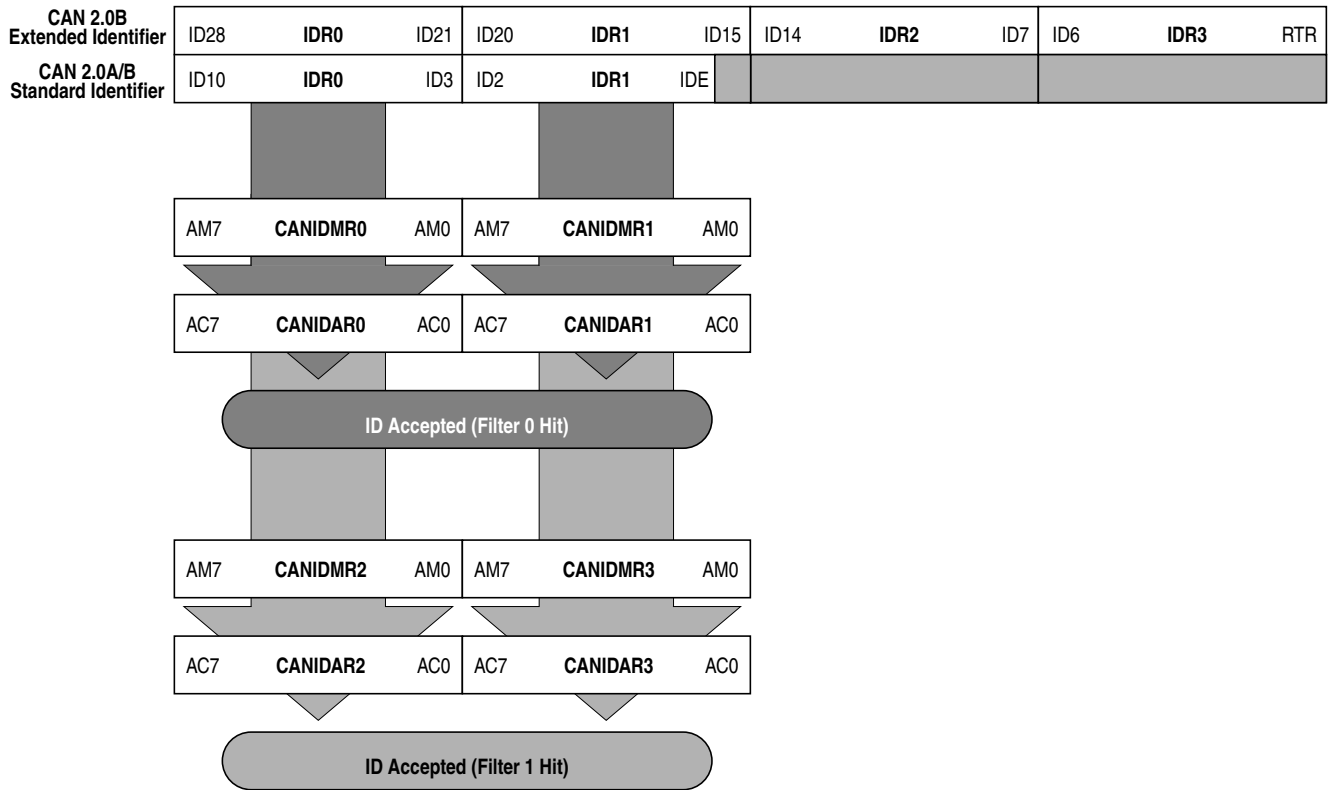 CAN 2.0B
Extended Identifier
ID28 IDR0 ID21 ID20 IDR1 ID15 ID14 IDR2 ID7 ID6 IDR3 RTR
CAN 2.0A/B
Standard Identifier
ID10 IDR0 ID3 ID2 IDR1 IDE
AM7 CANIDMR0 AM0 AM7 CANIDMR1 AM0
AC7 CANIDAR0 AC0 AC7 CANIDAR1 AC0
ID Accepted (Filter 0 Hit)
AM7 CANIDMR2 AM0 AM7 CANIDMR3 AM0
AC7 CANIDAR2 AC0 AC7 CANIDAR3 AC0
ID Accepted (Filter 1 Hit)